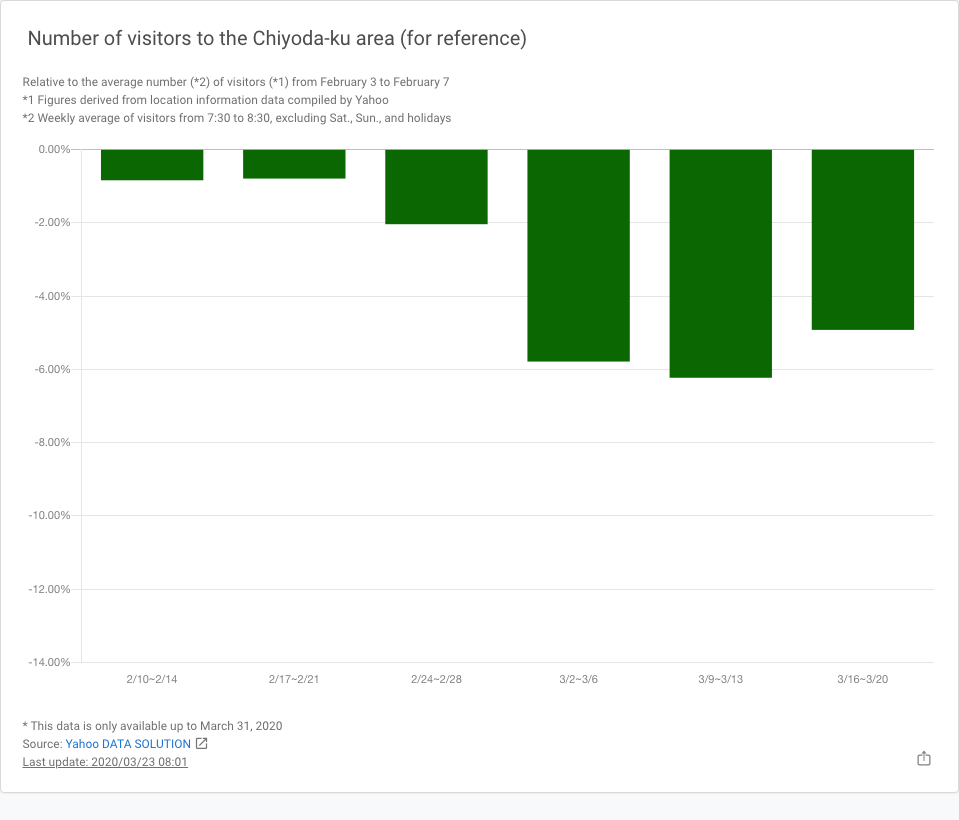 Number of visitors to the Chiyoda-ku area (for reference)
Relative to the average number (*2) of visitors (*1) from February 3 to February 7
*1 Figures derived from location information data compiled by Yahoo
*2 Weekly average of visitors from 7:30 to 8:30, excluding Sat., Sun., and holidays
0.00%
-2.00%
-4.00%
-6.00%
-8.00%
-10.00%
-12.00%
-14.00%
2/10~2/14 2/17~2/21 2/24~2/28 3/2~3/6 3/9~3/13 3/16~3/20
* This data is only available up to March 31, 2020
Source: Yahoo DATA SOLUTION
Last update: 2020/03/23 08:01